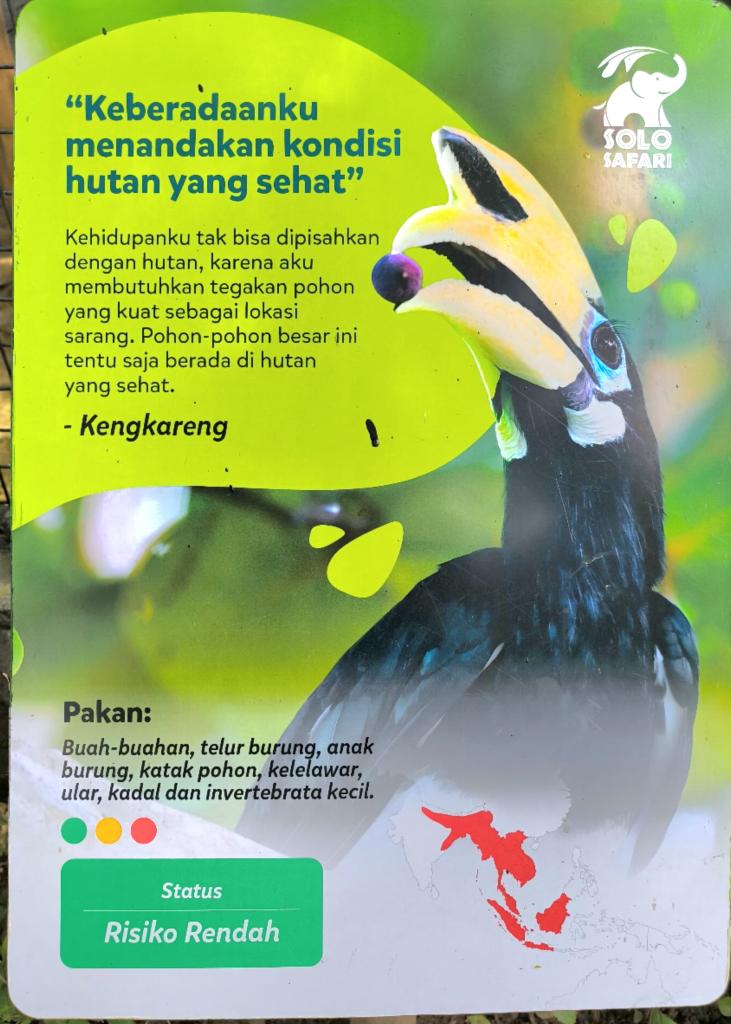 “Keberadaanku
menandakan kondisi
hutan yang sehat”
SOLO
SAFARI
Kehidupanku tak bisa dipisahkan
dengan hutan, karena aku
membutuhkan tegakan pohon
yang kuat sebagai lokasi
sarang. Pohon-pohon besar ini
tentu saja berada di hutan
yang sehat.
- Kengkareng
Pakan:
Buah-buahan, telur burung, anak
burung, katak pohon, kelelawar,
ular, kadal dan invertebrata kecil.
Status
Risiko Rendah